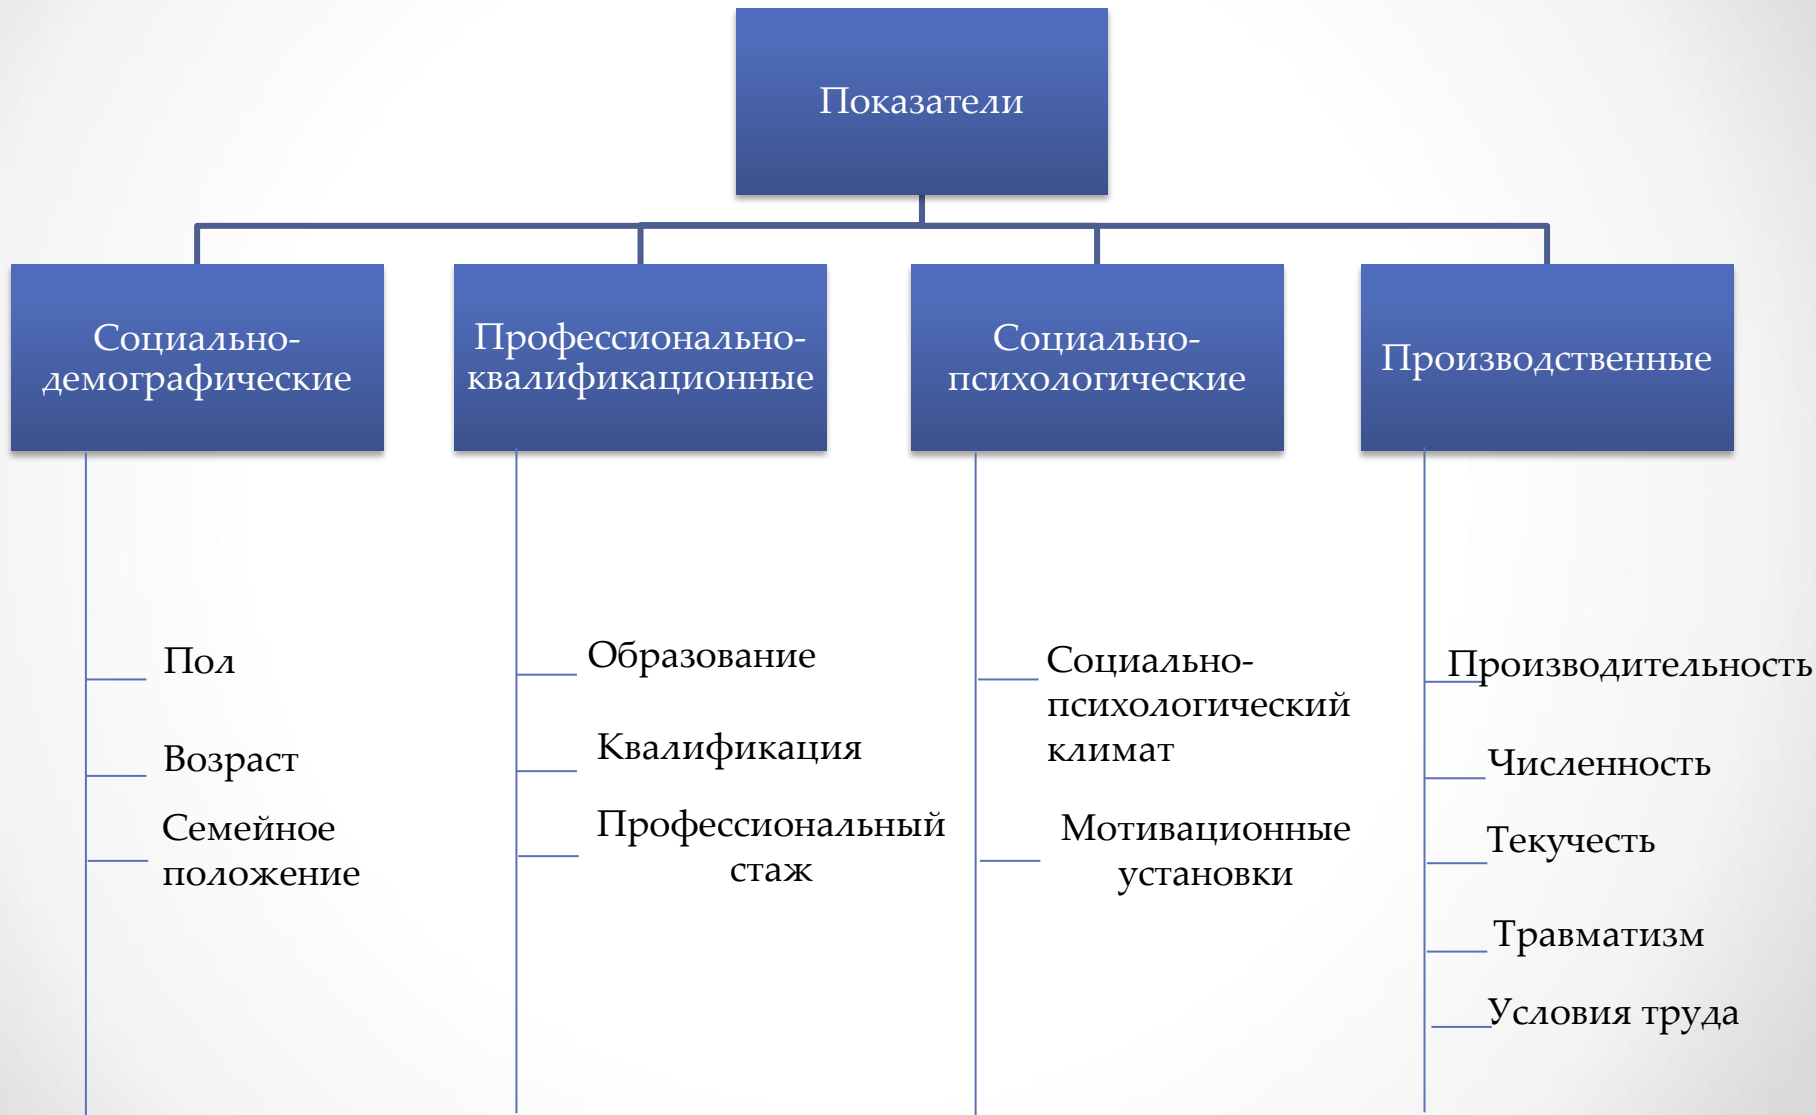 Показатели
Социально-
демографические
Профессионально-
квалификационные
Социально-
психологические
Производственные
Пол
Возраст
Семейное
положение
Образование
Квалификация
Профессиональный
стаж
Социально-
психологический
климат
Мотивационные
установки
Производительность
Численность
Текучесть
Травматизм
Условия труда